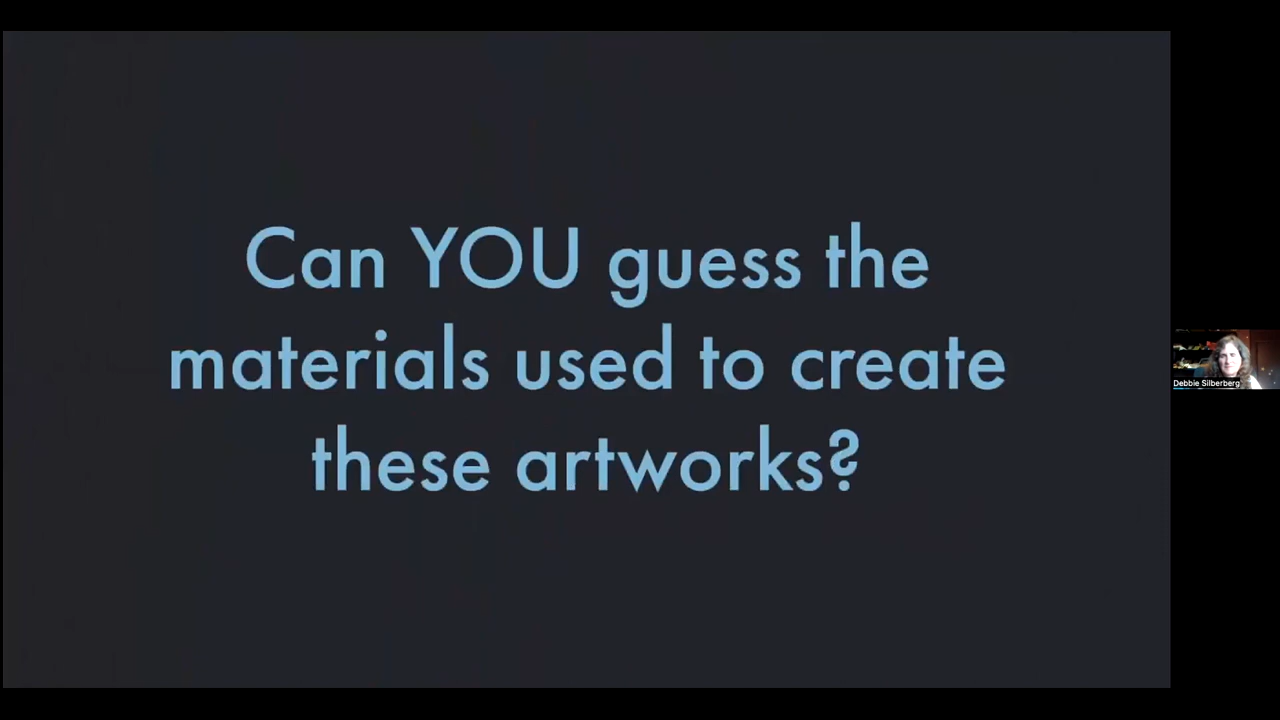 Can YOU guess the
materials used to create
these artworks?
Debbie Silberberg